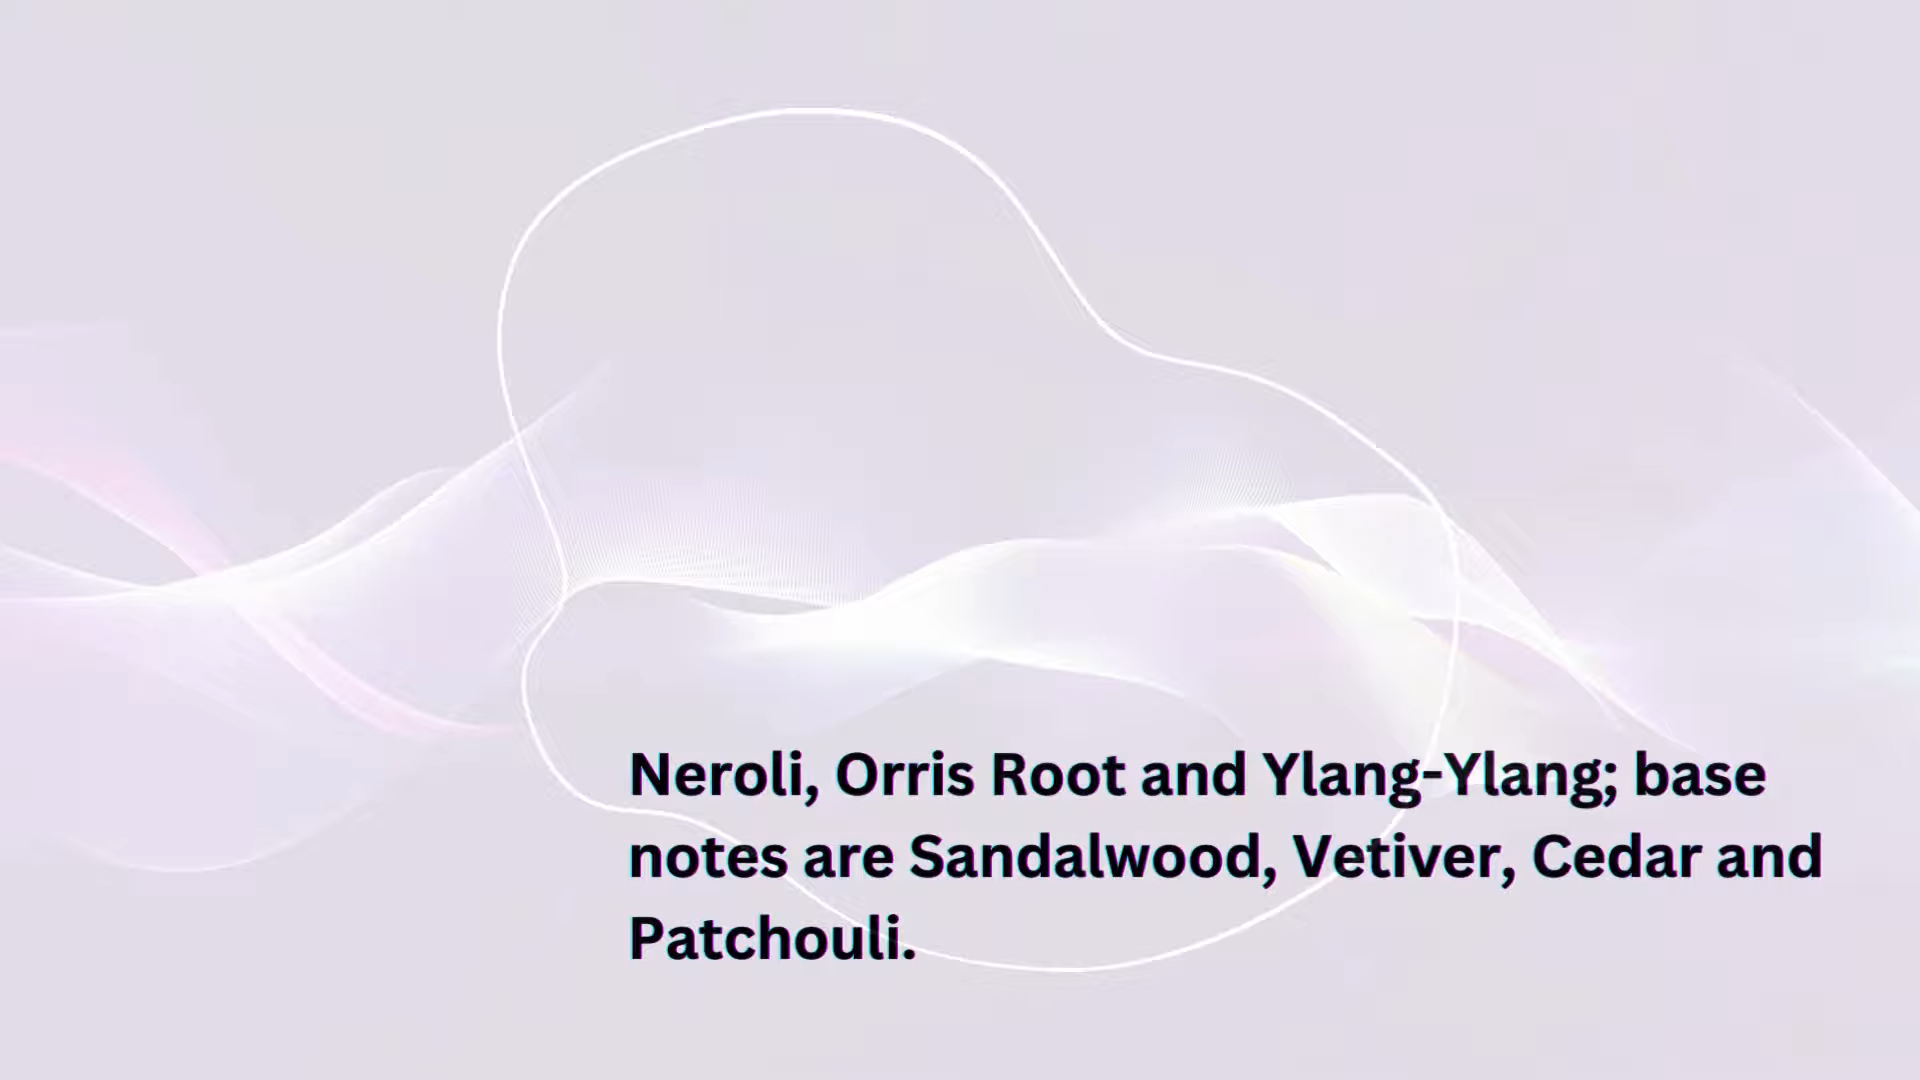 Neroli, Orris Root and Ylang-Ylang; base
notes are Sandalwood, Vetiver, Cedar and
Patchouli.